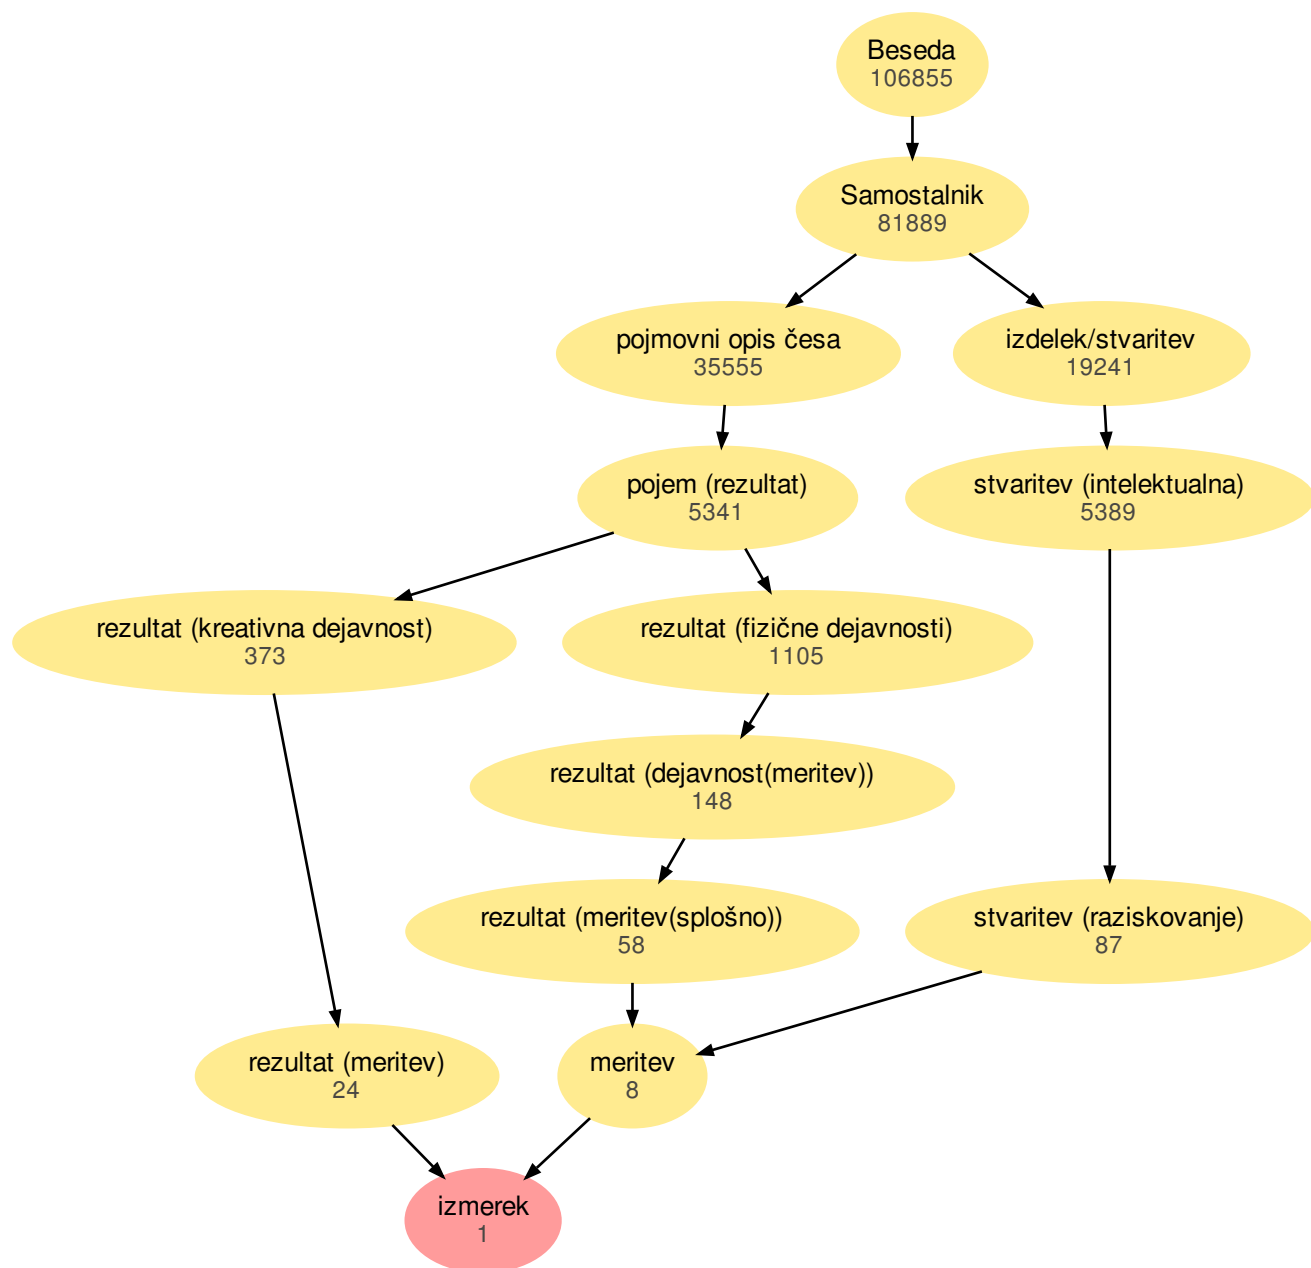 Beseda
106855
Samostalnik
81889
pojmovni opis česa
35555
izdelek/stvaritev
19241
pojem (rezultat)
5341
stvaritev (intelektualna)
5389
rezultat (kreativna dejavnost)
373
rezultat (fizične dejavnosti)
1105
rezultat (dejavnost(meritev))
148
rezultat (meritev(splošno))
58
stvaritev (raziskovanje)
87
rezultat (meritev)
24
meritev
8
izmerek
1